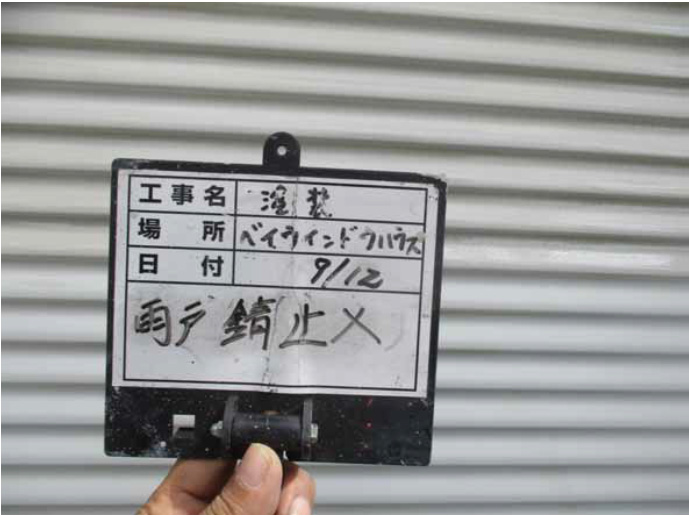 工事名 塗装
場所 ベイウインドウハウス
日付 9/12
雨戸錆止メ